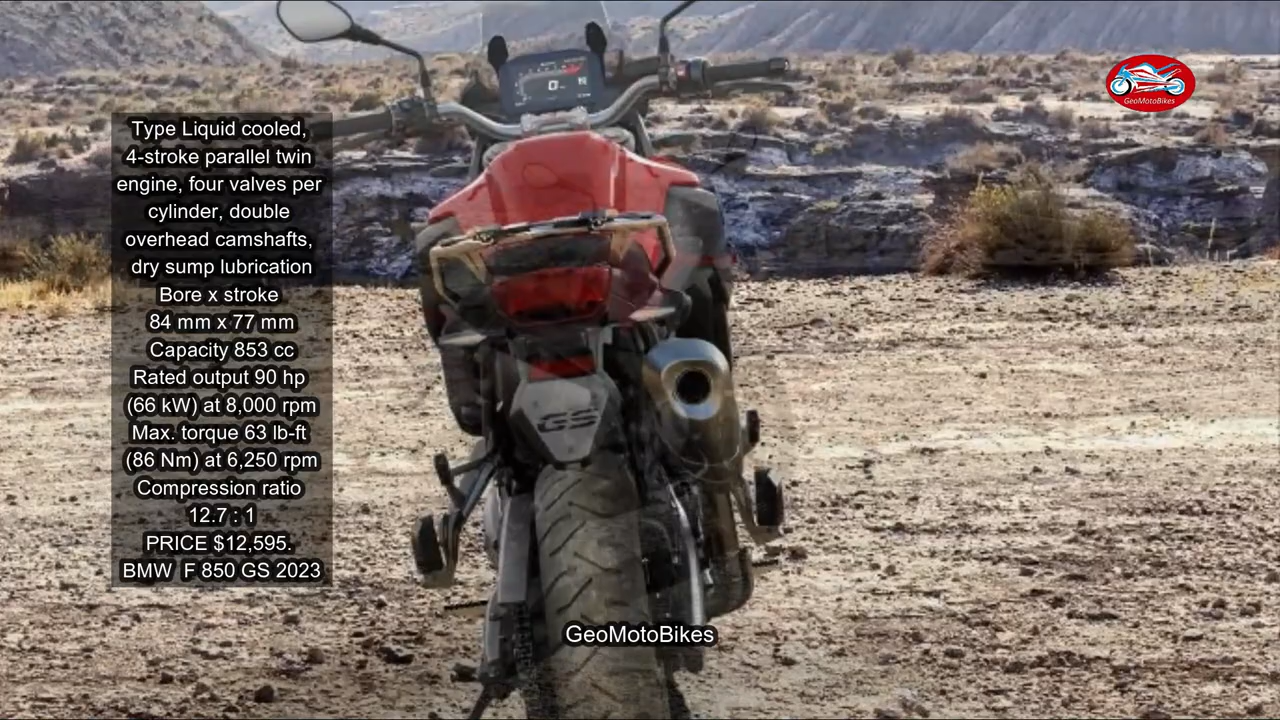 GeoMotoBikes
Type Liquid cooled,
4-stroke parallel twin
engine, four valves per
cylinder, double
overhead camshafts,
dry sump lubrication
Bore x stroke
84 mm x 77 mm
Capacity 853 cc
Rated output 90 hp
(66 kW) at 8,000 rpm
Max. torque 63 lb-ft
(86 Nm) at 6,250 rpm
Compression ratio
12.7 : 1
PRICE $12,595.
BMW F 850 GS 2023
0
N
GS
GeoMotoBikes